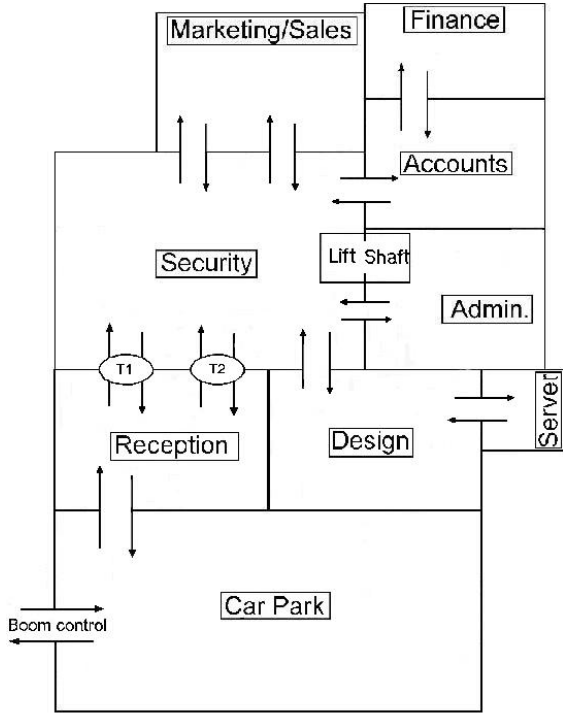 Marketing/Sales
Finance
Accounts
Lift Shaft
Security
Admin.
T1
T2
Server
Reception
Design
Car Park
Boom control